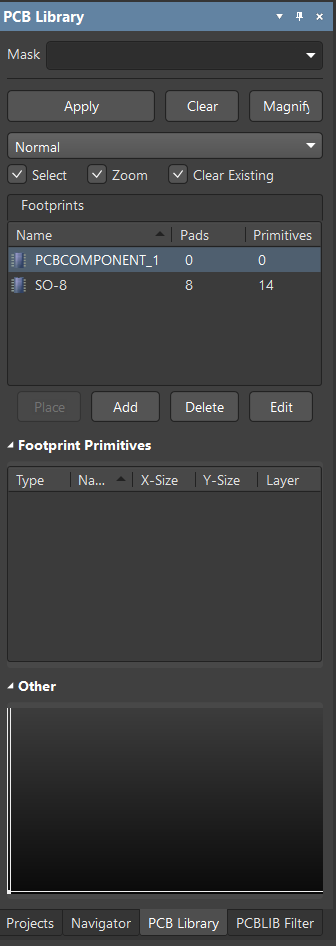 PCB Library
Mask
Apply Clear Magnify
Normal
Select Zoom Clear Existing
Footprints
Name Pads Primitives
PCBCOMPONENT_1 0 0
SO-8 8 14
Place Add Delete Edit
Footprint Primitives
Type Na... X-Size Y-Size Layer
Other
Projects Navigator PCB Library PCBLIB Filter